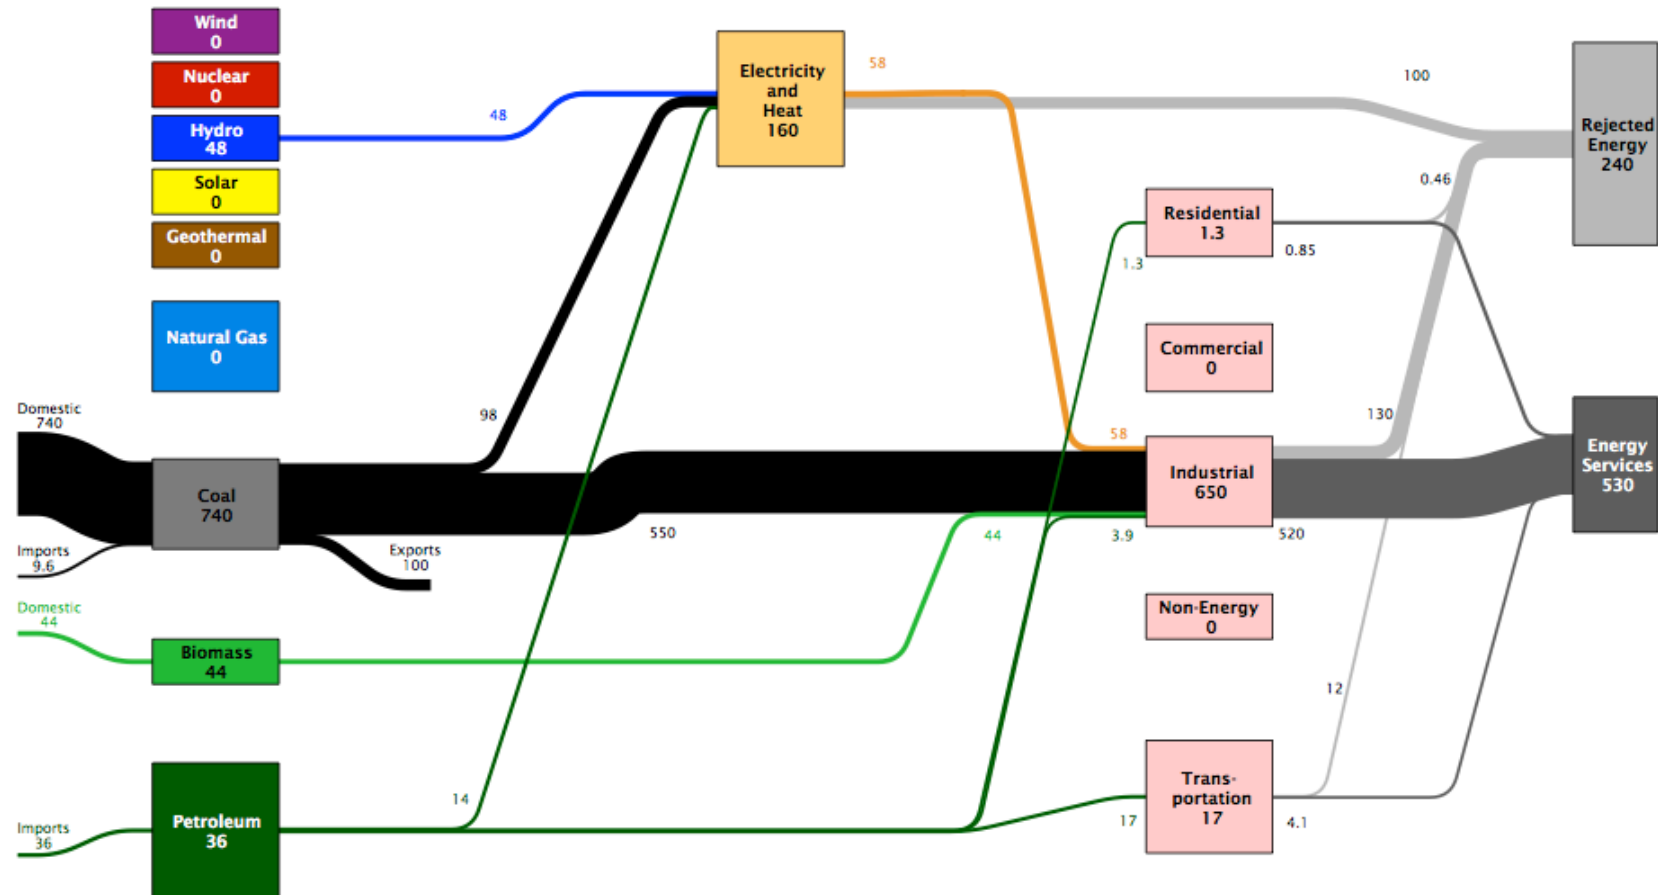 Wind
0
Nuclear
0
Hydro
48
Solar
0
Geothermal
0
Natural Gas
0
Domestic
740
Coal
740
Imports
9.6
Exports
100
Domestic
44
Biomass
44
Imports
36
Petroleum
36
48
98
550
14
Electricity
and
Heat
160
58
58
44
3.9
1.3
17
Residential
1.3
Commercial
0
Industrial
650
Non-Energy
0
Trans-
portation
17
100
0.46
0.85
130
520
12
4.1
Rejected
Energy
240
Energy
Services
530